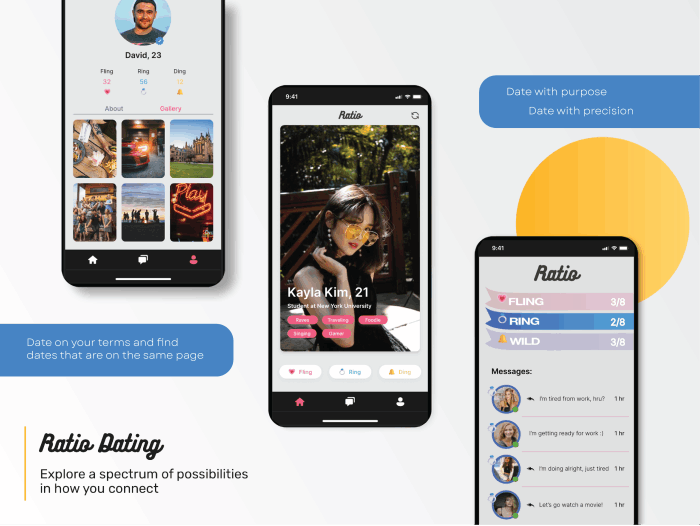 David, 23
Fling Ring Ding
32 56 12
About Gallery
Play
9:41
Ratio
Kayla Kim, 21
Student at New York University
Raves Traveling Foodie
Singing Gamer
Fling Ring Ding
Date with purpose
Date with precision
9:41
Ratio
FLING 3/8
RING 2/8
WILD 3/8
Messages:
I'm tired from work, hru? 1 hr
I'm getting ready for work :) 1 hr
I'm doing alright, just tired 1 hr
Let's go watch a movie! 1 hr
Date on your terms and find
dates that are on the same page
Ratio Dating
Explore a spectrum of possibilities
in how you connect